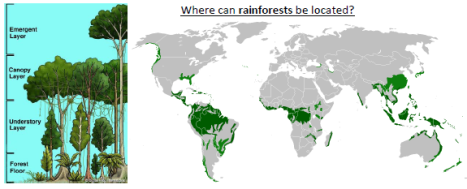 Where can rainforests be located?
Emergent
Layer
Canopy
Layer
Understory
Layer
Forest
Floor